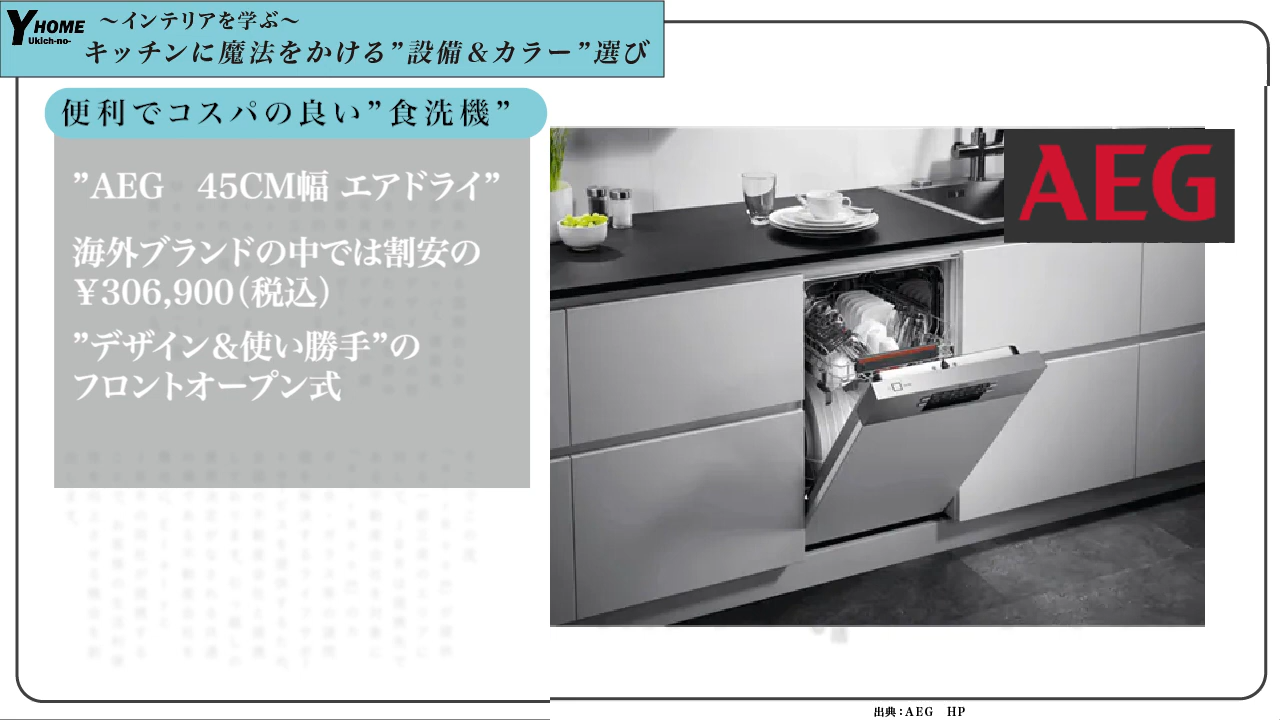 YHOME
Ukich-no-
～インテリアを学ぶ～
キッチンに魔法をかける”設備＆カラー”選び
便利でコスパの良い”食洗機”
”AEG　45CM幅 エアドライ”
海外ブランドの中では割安の
￥306,900（税込）
”デザイン＆使い勝手”の
フロントオープン式
AEG
出典：AEG　HP